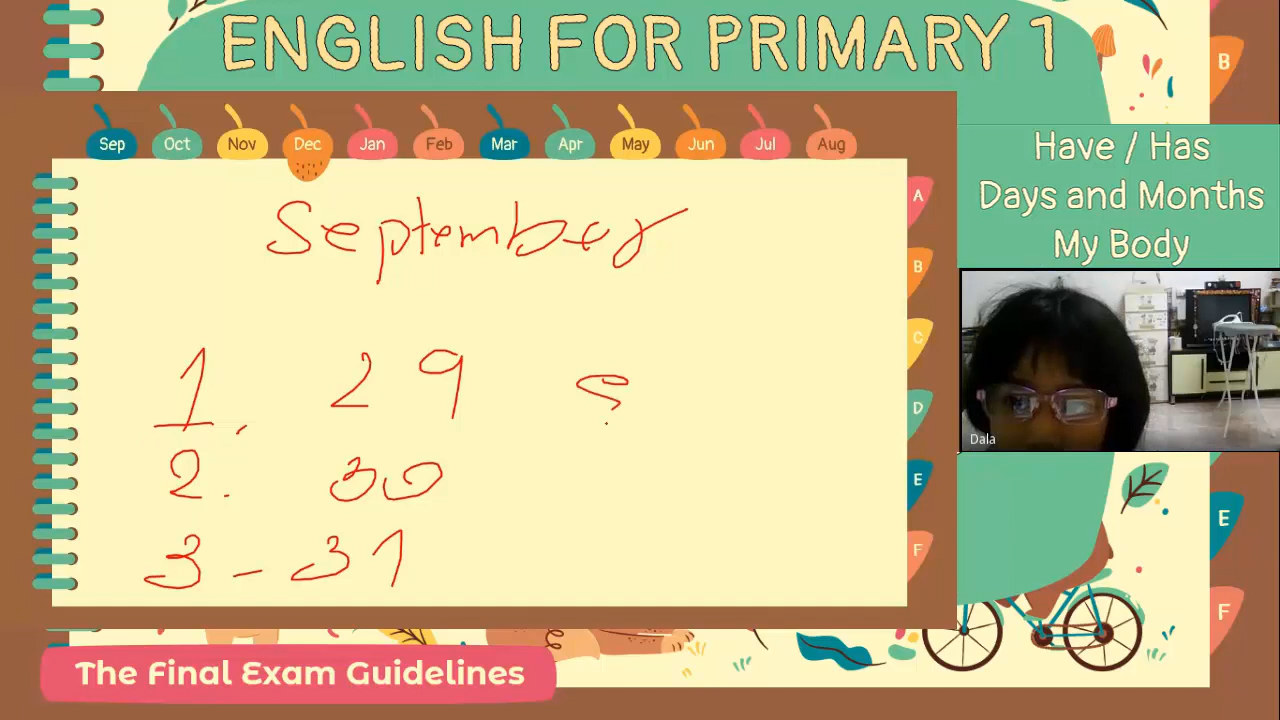 ENGLISH FOR PRIMARY 1
B
Sep Oct Nov Dec Jan Feb Mar Apr May Jun Jul Aug
Have / Has
Days and Months
My Body
September
A
B
C
D
E
F
1. 29
2. 30
3 - 31
Dala
E
F
The Final Exam Guidelines